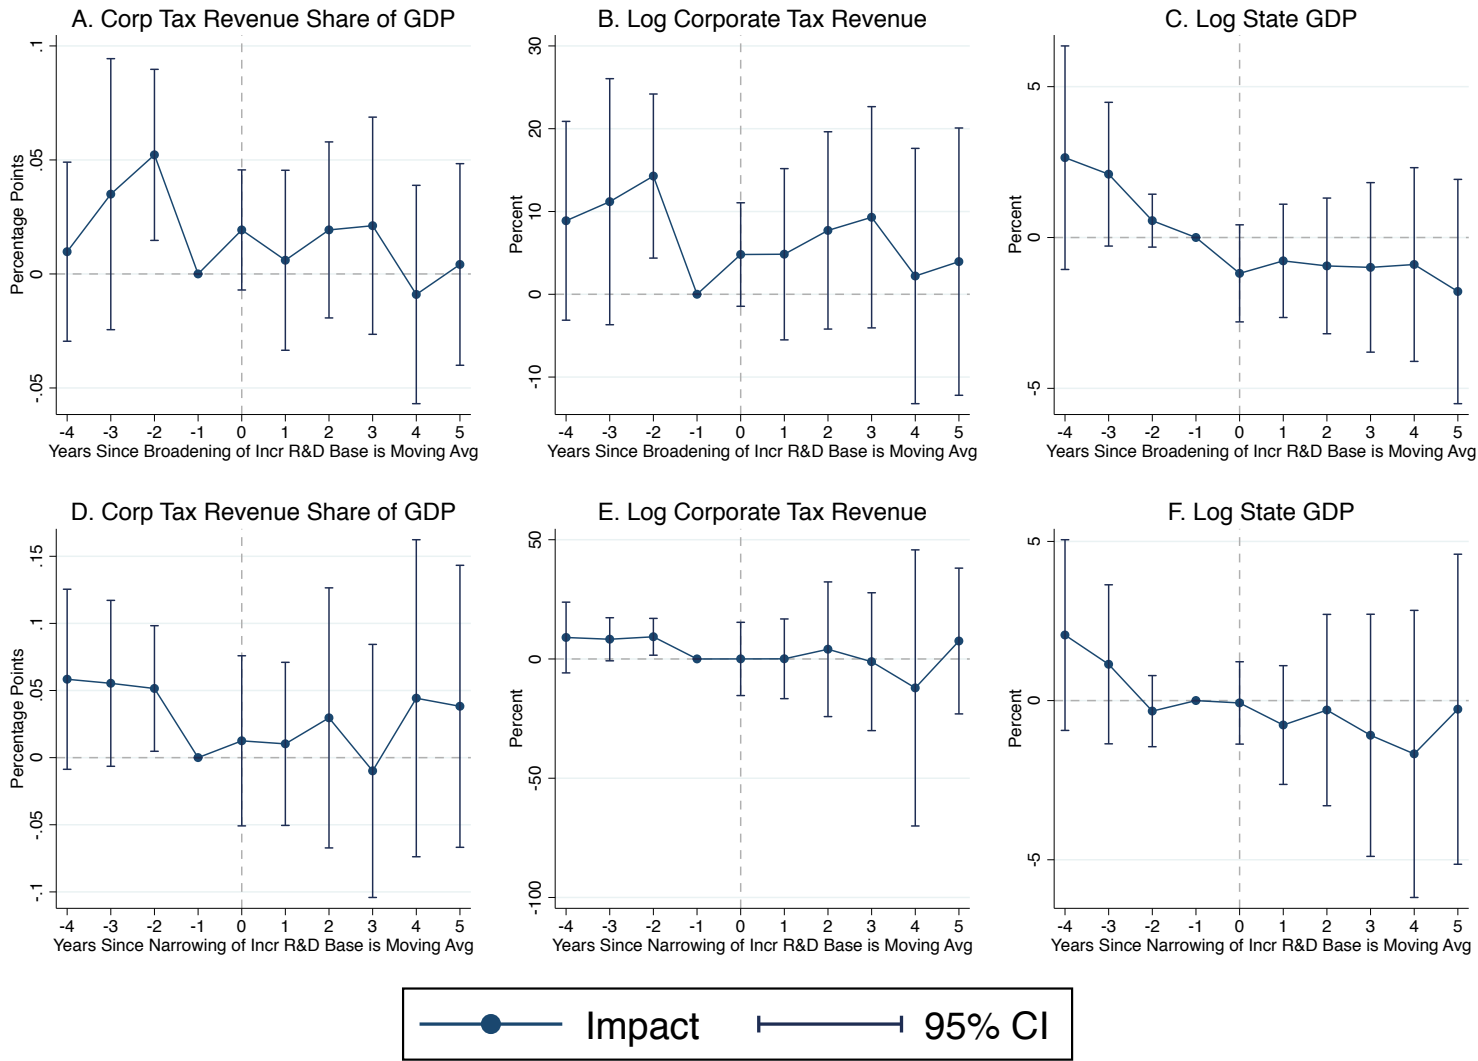 A. Corp Tax Revenue Share of GDP
Percentage Points
.1
.05
0
-.05
-4 -3 -2 -1 0 1 2 3 4 5
Years Since Broadening of Incr R&D Base is Moving Avg
B. Log Corporate Tax Revenue
Percent
30
20
10
0
-10
-4 -3 -2 -1 0 1 2 3 4 5
Years Since Broadening of Incr R&D Base is Moving Avg
C. Log State GDP
Percent
5
0
-5
-4 -3 -2 -1 0 1 2 3 4 5
Years Since Broadening of Incr R&D Base is Moving Avg
D. Corp Tax Revenue Share of GDP
Percentage Points
.15
.1
.05
0
-.05
-.1
-4 -3 -2 -1 0 1 2 3 4 5
Years Since Narrowing of Incr R&D Base is Moving Avg
E. Log Corporate Tax Revenue
Percent
50
0
-50
-100
-4 -3 -2 -1 0 1 2 3 4 5
Years Since Narrowing of Incr R&D Base is Moving Avg
F. Log State GDP
Percent
5
0
-5
-4 -3 -2 -1 0 1 2 3 4 5
Years Since Narrowing of Incr R&D Base is Moving Avg
Impact 95% CI